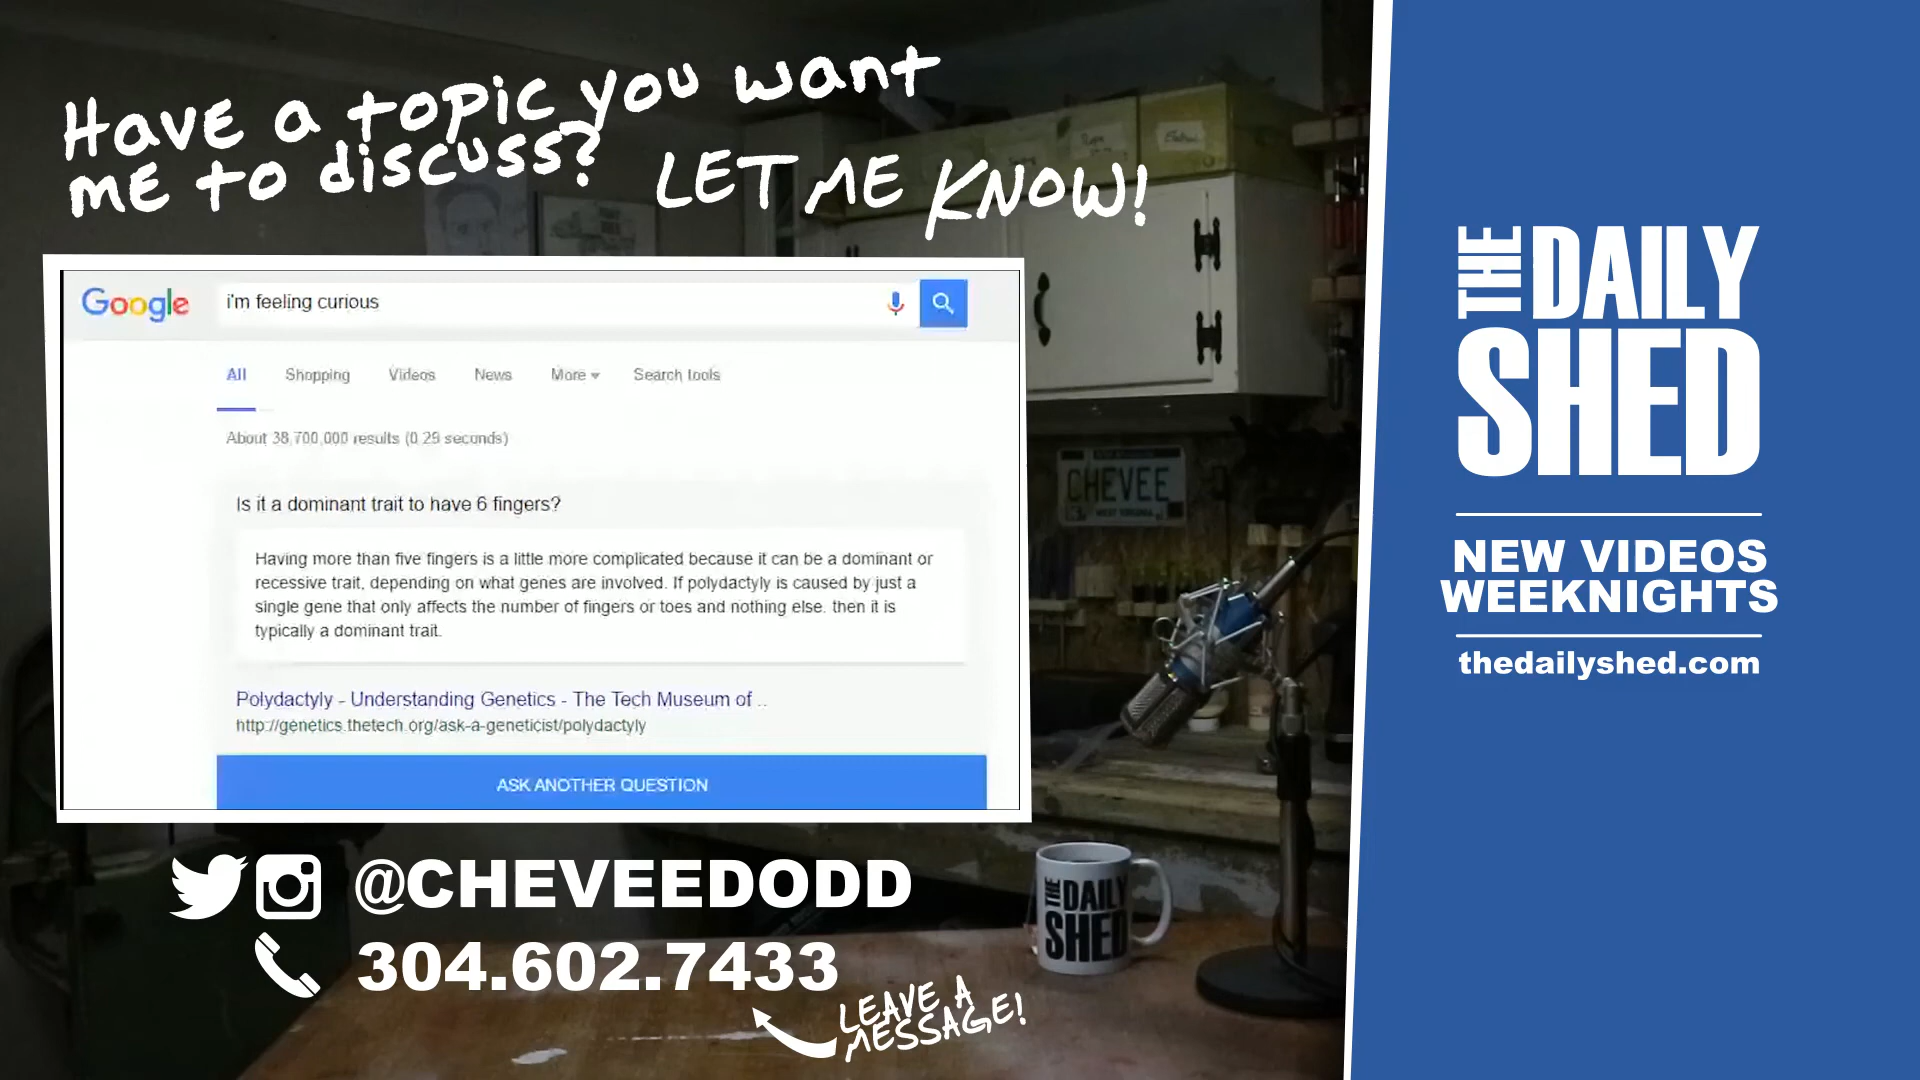 Have a topic you want
me to discuss?
LET ME KNOW!
Google
i'm feeling curious
All Shopping Videos News More Search tools
About 38,700,000 results (0.29 seconds)
Is it a dominant trait to have 6 fingers?
Having more than five fingers is a little more complicated because it can be a dominant or
recessive trait, depending on what genes are involved. If polydactyly is caused by just a
single gene that only affects the number of fingers or toes and nothing else, then it is
typically a dominant trait.
Polydactyly - Understanding Genetics - The Tech Museum of ..
http://genetics.thetech.org/ask-a-geneticist/polydactyly
ASK ANOTHER QUESTION
@CHEVEEDODD
304.602.7433
LEAVE A
MESSAGE!
CHEVEE
WEST VIRGINIA
THE DAILY
SHED
THE DAILY
SHED
NEW VIDEOS
WEEKNIGHTS
thedailyshed.com